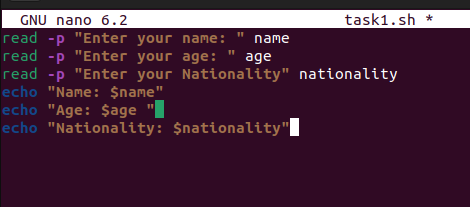 GNU nano 6.2 task1.sh *
read -p "Enter your name: " name
read -p "Enter your age: " age
read -p "Enter your Nationality" nationality
echo "Name: $name"
echo "Age: $age "
echo "Nationality: $nationality"